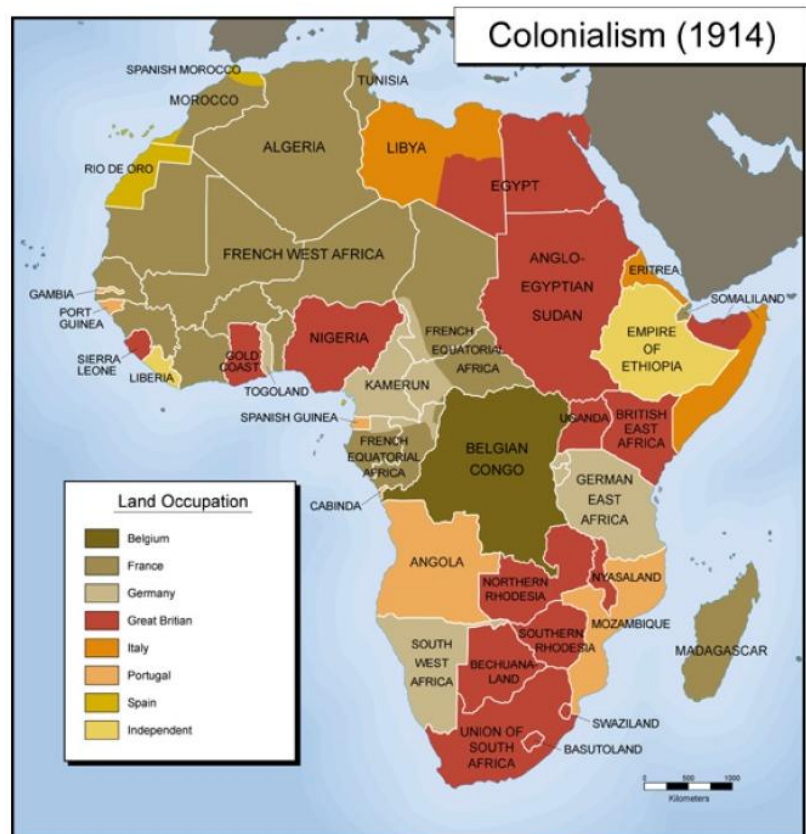 Colonialism (1914)
SPANISH MOROCCO
MOROCCO
TUNISIA
ALGERIA
LIBYA
EGYPT
RIO DE ORO
FRENCH WEST AFRICA
ANGLO-
EGYPTIAN
SUDAN
ERITREA
SOMALILAND
GAMBIA
PORT
GUINEA
SIERRA
LEONE
LIBERIA
GOLD
COAST
TOGOLAND
NIGERIA
KAMERUN
FRENCH
EQUATORIAL
AFRICA
EMPIRE
OF
ETHIOPIA
SPANISH GUINEA
FRENCH
EQUATORIAL
AFRICA
CABINDA
BELGIAN
CONGO
UGANDA
BRITISH
EAST
AFRICA
GERMAN
EAST
AFRICA
ANGOLA
NORTHERN
RHODESIA
NYASALAND
MOZAMBIQUE
SOUTHERN
RHODESIA
MADAGASCAR
SOUTH
WEST
AFRICA
BECHUANA-
LAND
SWAZILAND
UNION OF
SOUTH
AFRICA
BASUTOLAND
Land Occupation
Belgium
France
Germany
Great Britian
Italy
Portugal
Spain
Independent
0 500 1000
Kilometers